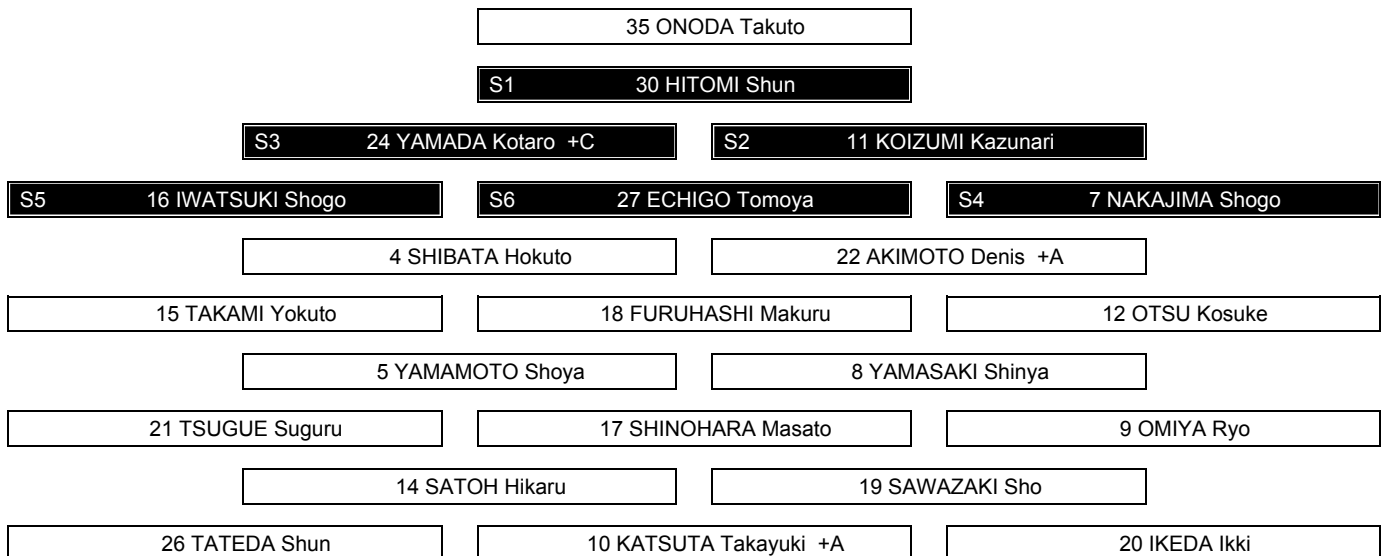 35 ONODA Takuto
S1 30 HITOMI Shun
S3 24 YAMADA Kotaro +C S2 11 KOIZUMI Kazunari
S5 16 IWATSUKI Shogo S6 27 ECHIGO Tomoya S4 7 NAKAJIMA Shogo
4 SHIBATA Hokuto 22 AKIMOTO Denis +A
15 TAKAMI Yokuto 18 FURUHASHI Makuru 12 OTSU Kosuke
5 YAMAMOTO Shoya 8 YAMASAKI Shinya
21 TSUGUE Suguru 17 SHINOHARA Masato 9 OMIYA Ryo
14 SATOH Hikaru 19 SAWAZAKI Sho
26 TATEDA Shun 10 KATSUTA Takayuki +A 20 IKEDA Ikki